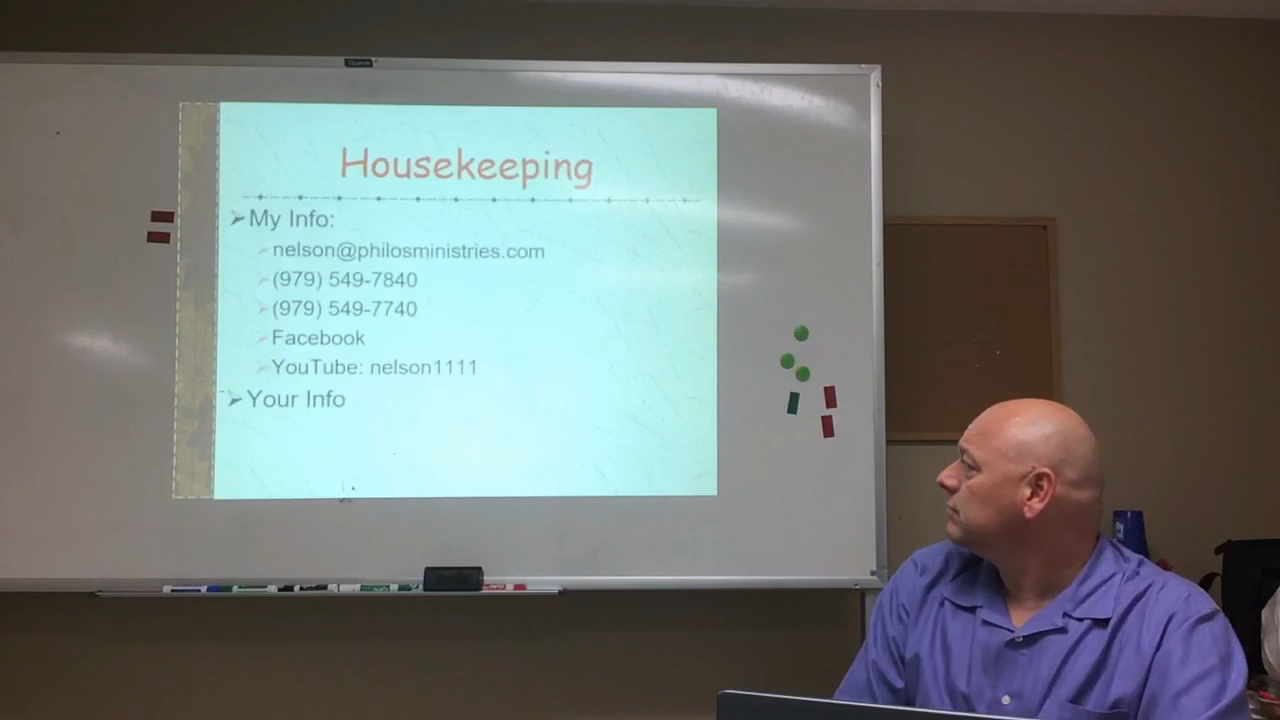 Housekeeping
My Info:
nelson@philosministries.com
(979) 549-7840
(979) 549-7740
Facebook
YouTube: nelson1111
Your Info